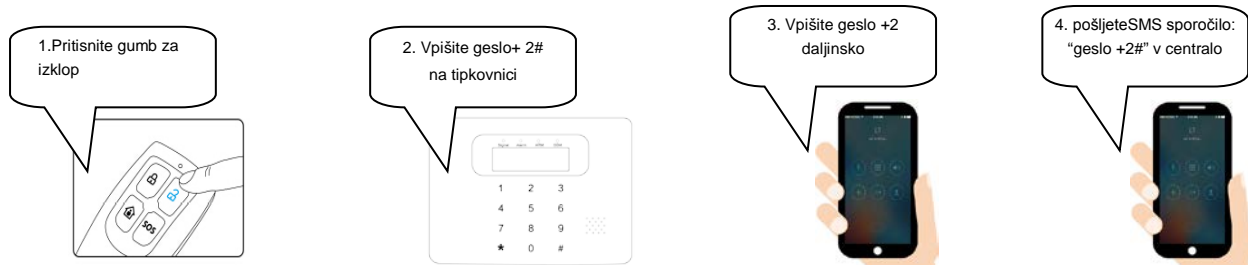 1.Pritisnite gumb za
izklop
2. Vpišite geslo+ 2#
na tipkovnici
3. Vpišite geslo +2
daljinsko
4. pošljeteSMS sporočilo:
“geslo +2#” v centralo
SOS
1 2 3
4 5 6
7 8 9
* 0 #